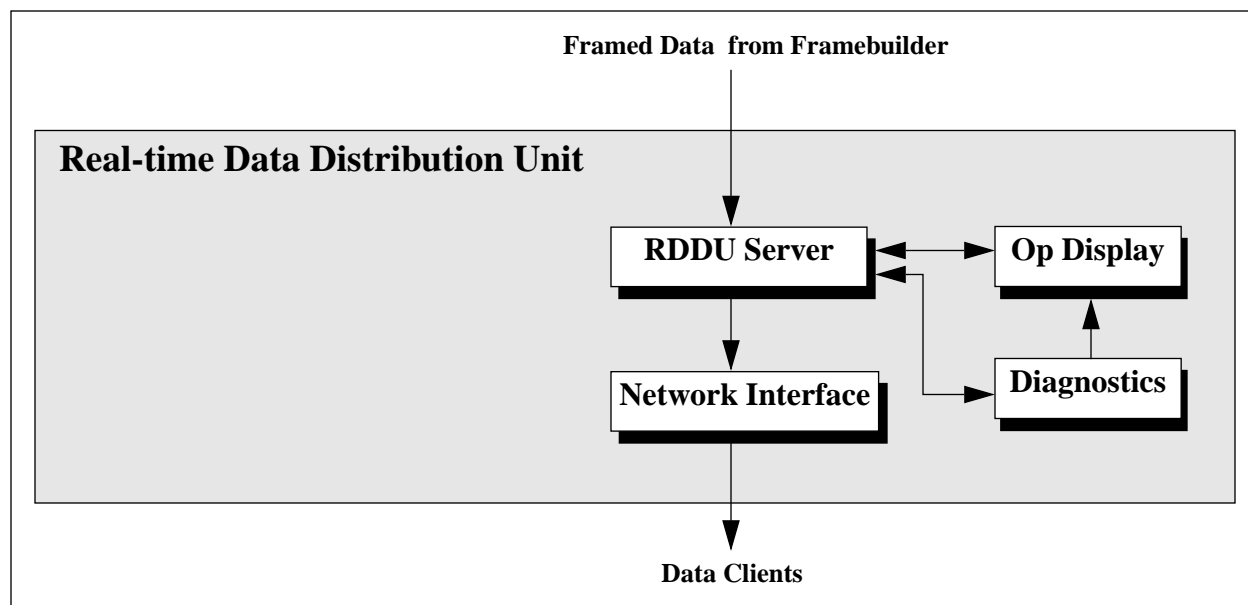 Framed Data from Framebuilder
Real-time Data Distribution Unit
RDDU Server
Op Display
Network Interface
Diagnostics
Data Clients